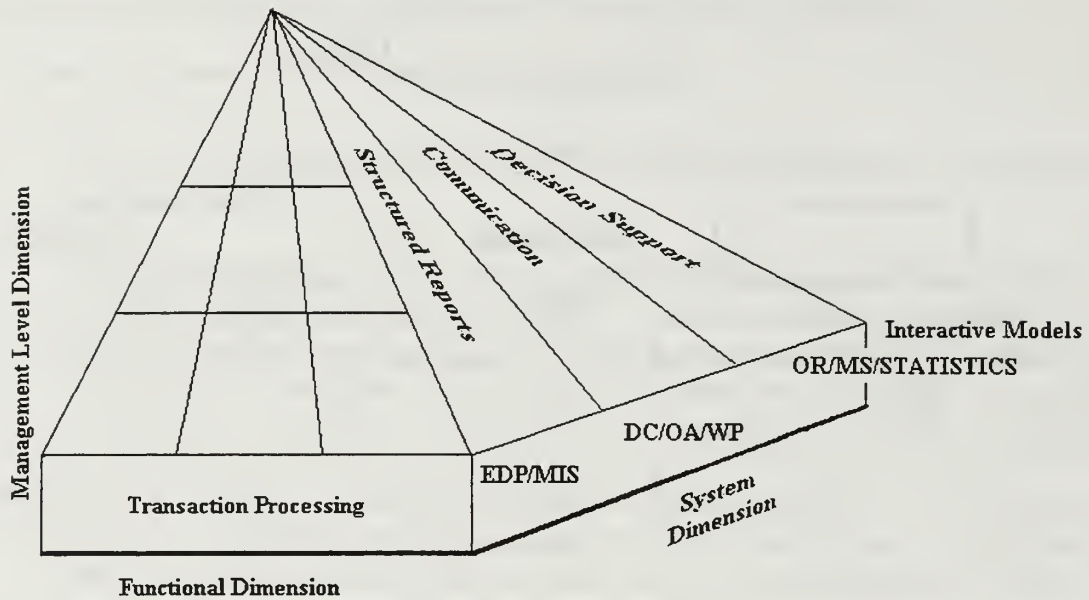 Structured Reports
Communication
Decision Support
Management Level Dimension
Interactive Models
OR/MS/STATISTICS
DC/OA/WP
EDP/MIS
Transaction Processing
System
Dimension
Functional Dimension